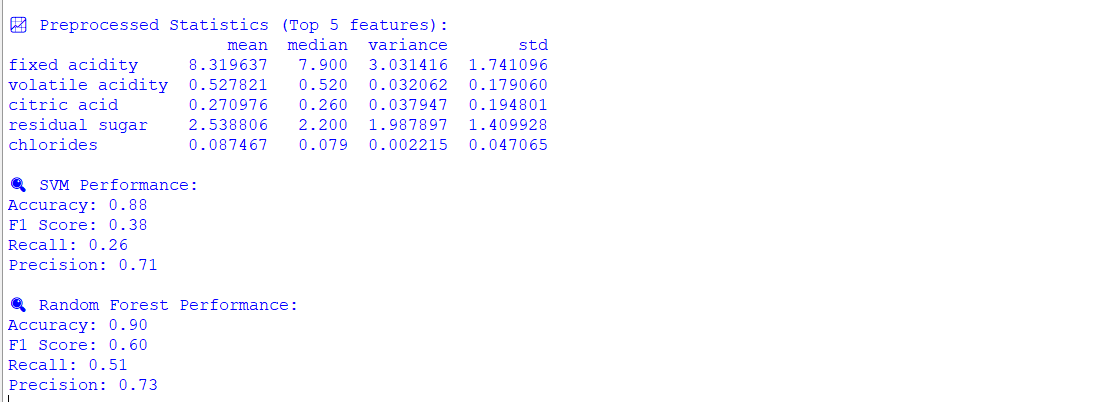 📈 Preprocessed Statistics (Top 5 features):
                      mean  median  variance       std
fixed acidity     8.319637   7.900  3.031416  1.741096
volatile acidity  0.527821   0.520  0.032062  0.179060
citric acid       0.270976   0.260  0.037947  0.194801
residual sugar    2.538806   2.200  1.987897  1.409928
chlorides         0.087467   0.079  0.002215  0.047065
🔍 SVM Performance:
Accuracy: 0.88
F1 Score: 0.38
Recall: 0.26
Precision: 0.71
🔍 Random Forest Performance:
Accuracy: 0.90
F1 Score: 0.60
Recall: 0.51
Precision: 0.73